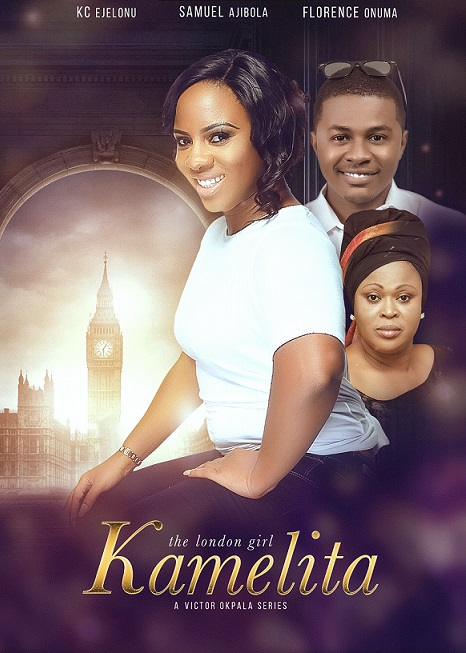 KC EJELONU SAMUEL AJIBOLA FLORENCE ONUMA
the london girl
Kamelita
A VICTOR OKPALA SERIES